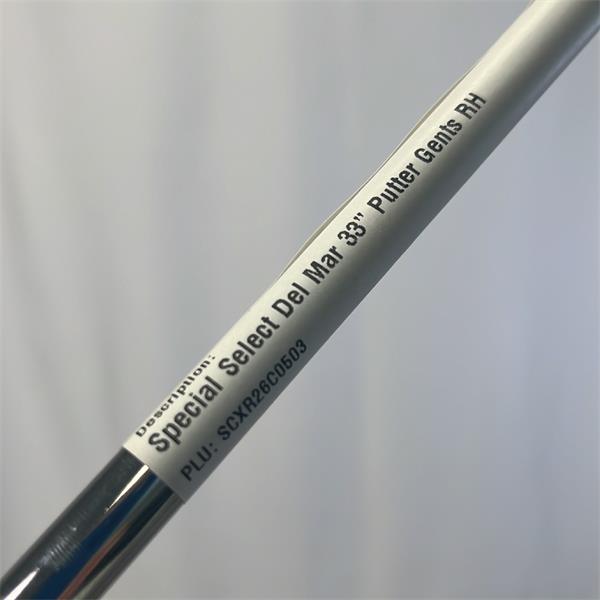 Description:
Special Select Del Mar 33" Putter Gents RH
PLU: SCXR26C0503